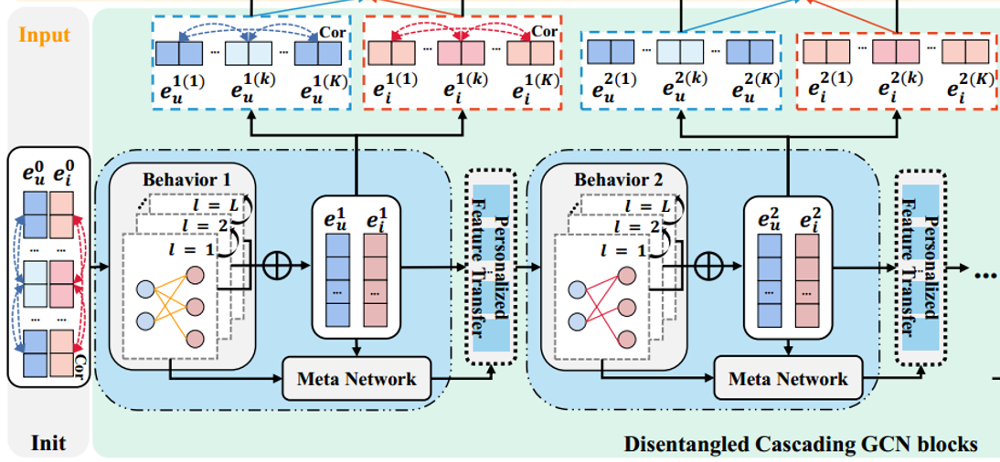 Input
Cor
Cor
... ... ... ... ... ... ... ...
e_u^{1(1)} e_u^{1(k)} e_u^{1(K)} e_i^{1(1)} e_i^{1(k)} e_i^{1(K)} e_u^{2(1)} e_u^{2(k)} e_u^{2(K)} e_i^{2(1)} e_i^{2(k)} e_i^{2(K)}
e_u^0 e_i^0
... ...
... ...
Cor
Init
Behavior 1
l = L
l = 2
l = 1
e_u^1 e_i^1
... ...
Meta Network
Personalized
Feature Transfer
Behavior 2
l = L
l = 2
l = 1
e_u^2 e_i^2
... ...
Meta Network
Personalized
Feature Transfer
...
Disentangled Cascading GCN blocks